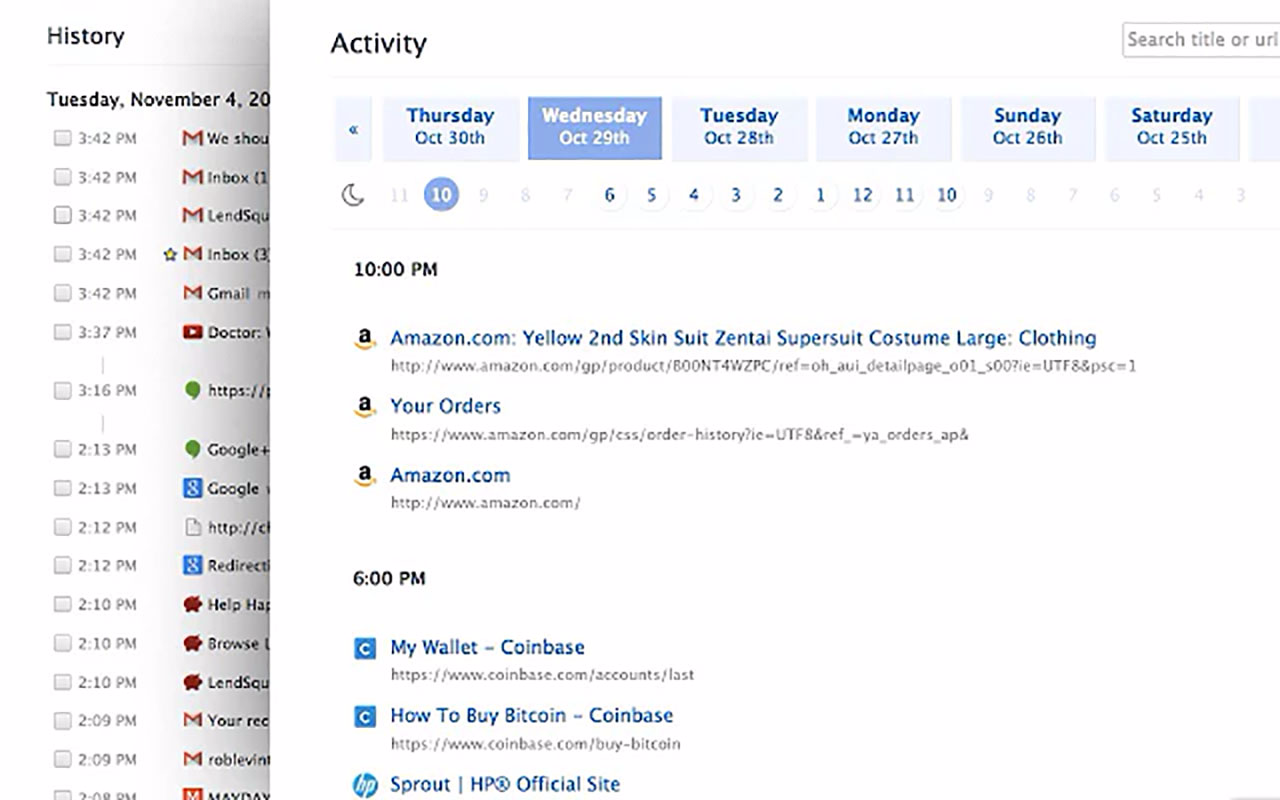 History
Tuesday, November 4, 20
3:42 PM We shou
3:42 PM Inbox (1
3:42 PM LendSqu
3:42 PM Inbox (3)
3:42 PM Gmail m
3:37 PM Doctor:
3:16 PM https://p
2:13 PM Google+
2:13 PM Google
2:12 PM http://cl
2:12 PM Redirecti
2:10 PM Help Hap
2:10 PM Browse L
2:10 PM LendSqu
2:09 PM Your rec
2:09 PM roblevint
2:08 PM MAYDAY
Activity
Search title or url
«
Thursday
Oct 30th
Wednesday
Oct 29th
Tuesday
Oct 28th
Monday
Oct 27th
Sunday
Oct 26th
Saturday
Oct 25th
11 10 9 8 7 6 5 4 3 2 1 12 11 10 9 8 7 6 5 4 3
10:00 PM
Amazon.com: Yellow 2nd Skin Suit Zentai Supersuit Costume Large: Clothing
http://www.amazon.com/gp/product/B00NT4WZPC/ref=oh_aui_detailpage_o01_s00?ie=UTF8&psc=1
Your Orders
https://www.amazon.com/gp/css/order-history?ie=UTF8&ref_=ya_orders_ap&
Amazon.com
http://www.amazon.com/
6:00 PM
My Wallet – Coinbase
https://www.coinbase.com/accounts/last
How To Buy Bitcoin – Coinbase
https://www.coinbase.com/buy-bitcoin
Sprout | HP® Official Site